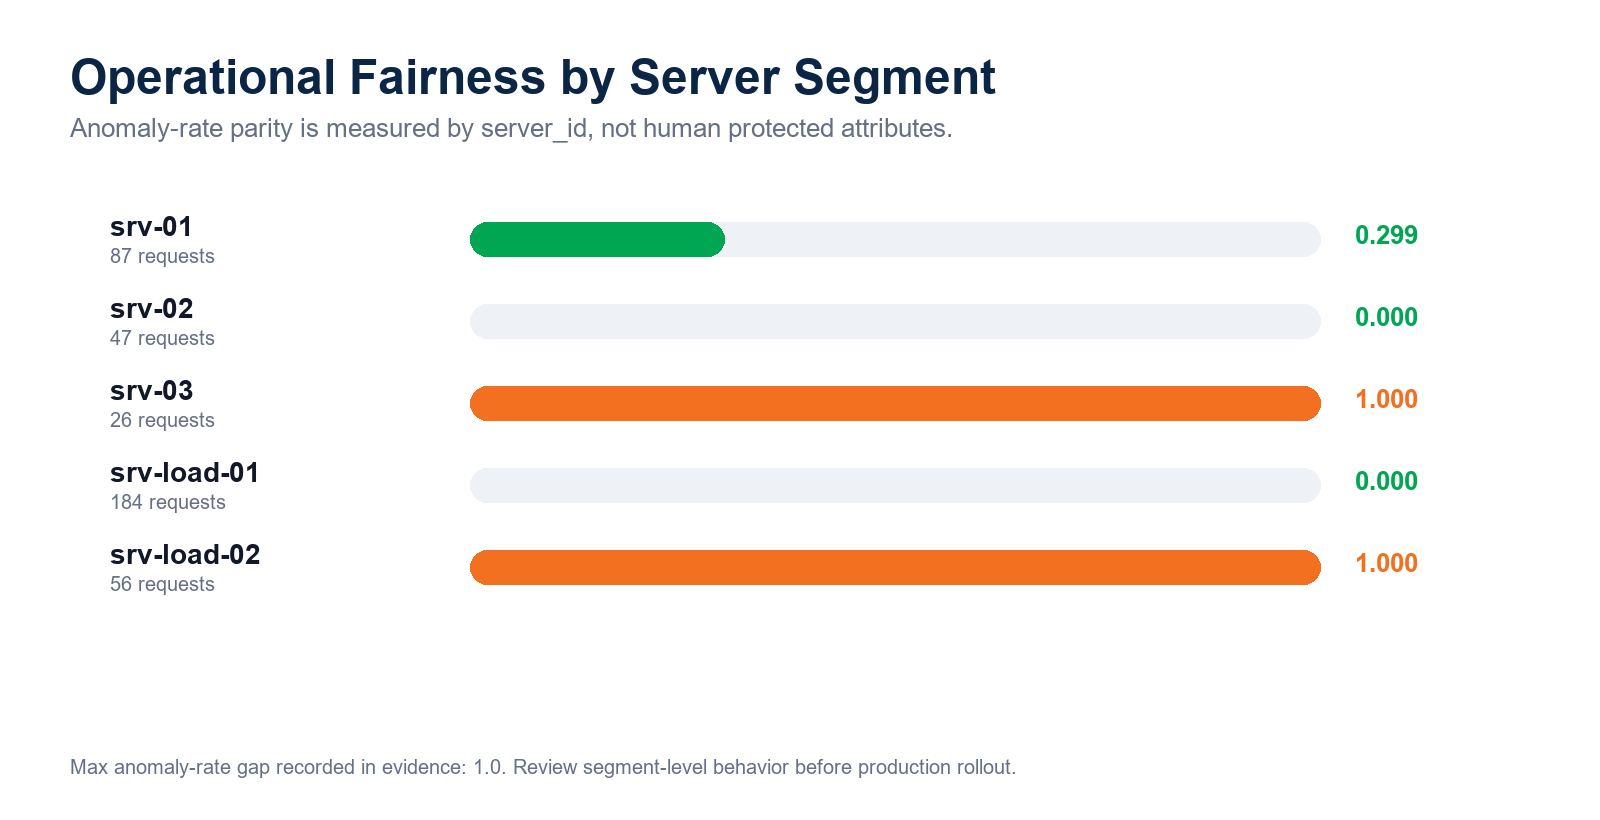 Operational Fairness by Server Segment
Anomaly-rate parity is measured by server_id, not human protected attributes.
srv-01
87 requests
0.299
srv-02
47 requests
0.000
srv-03
26 requests
1.000
srv-load-01
184 requests
0.000
srv-load-02
56 requests
1.000
Max anomaly-rate gap recorded in evidence: 1.0. Review segment-level behavior before production rollout.